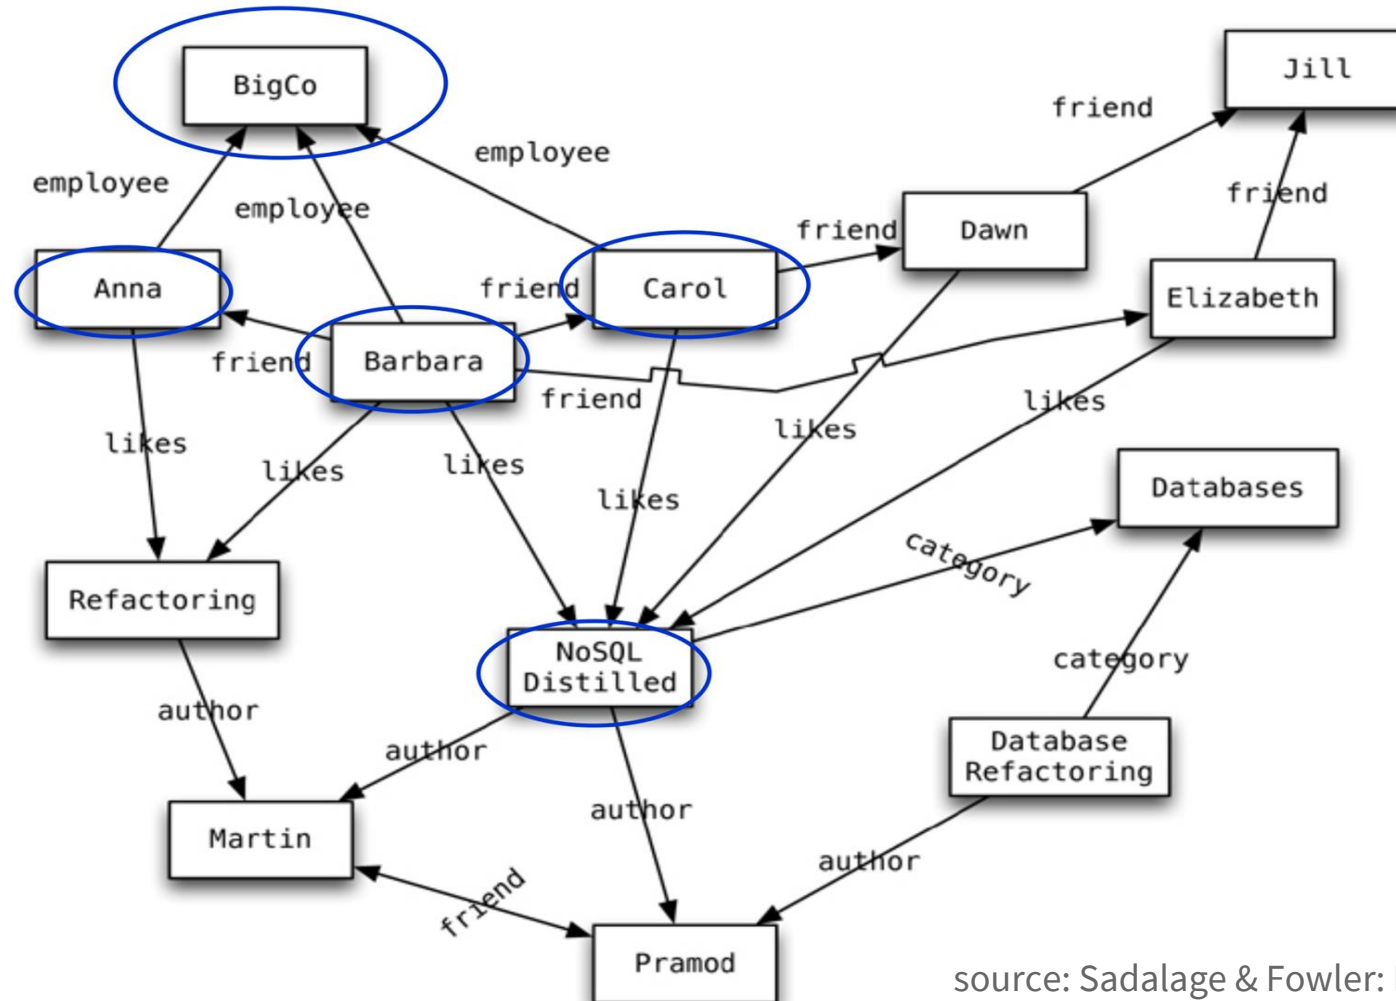 BigCo
Jill
friend
employee
employee
friend
employee
friend
Dawn
Anna
friend
Carol
Elizabeth
friend
Barbara
friend
likes
likes
likes
likes
likes
likes
Databases
category
Refactoring
NoSQL
Distilled
category
author
author
Database
Refactoring
author
Martin
author
friend
Pramod
source: Sadalage & Fowler: